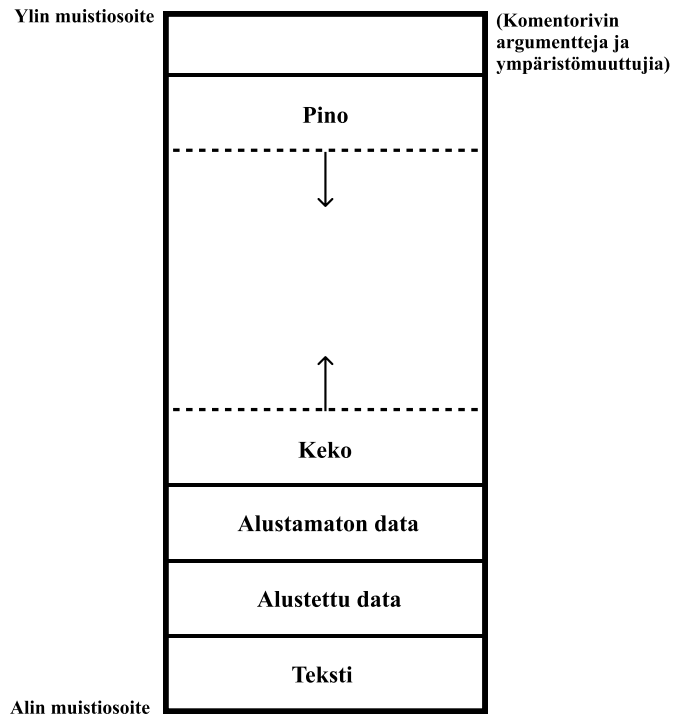 Ylin muistiosoite
(Komentorivin
argumentteja ja
ympäristömuuttujia)
Pino
Keko
Alustamaton data
Alustettu data
Teksti
Alin muistiosoite